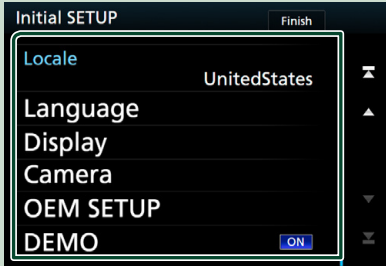 Initial SETUP
Finish
Locale
UnitedStates
Language
Display
Camera
OEM SETUP
DEMO
ON